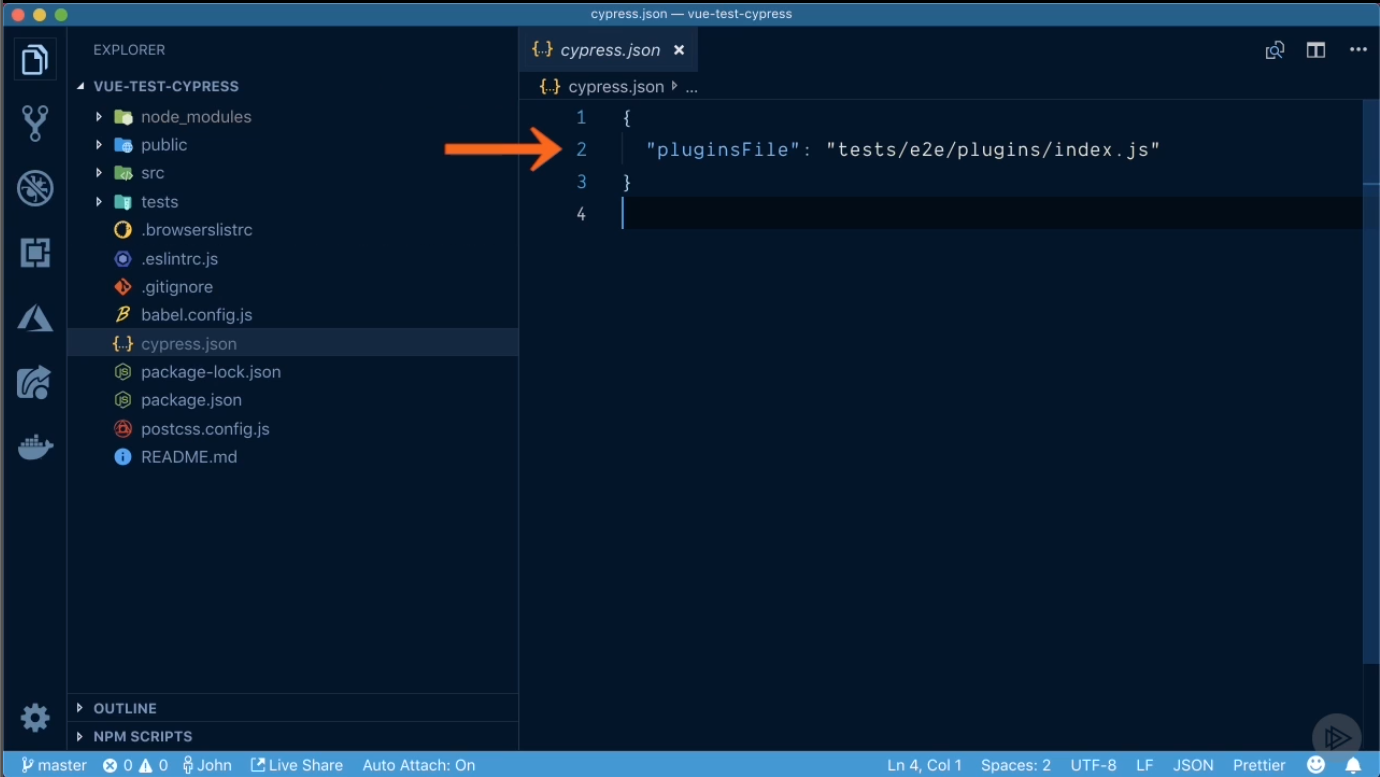 cypress.json — vue-test-cypress
EXPLORER
VUE-TEST-CYPRESS
node_modules
public
src
tests
.browserslistrc
.eslintrc.js
.gitignore
babel.config.js
cypress.json
package-lock.json
package.json
postcss.config.js
README.md
OUTLINE
NPM SCRIPTS
{..} cypress.json ×
{..} cypress.json ...
1 {
2 "pluginsFile": "tests/e2e/plugins/index.js"
3 }
4
master 0 0 John Live Share Auto Attach: On Ln 4, Col 1 Spaces: 2 UTF-8 LF JSON Prettier